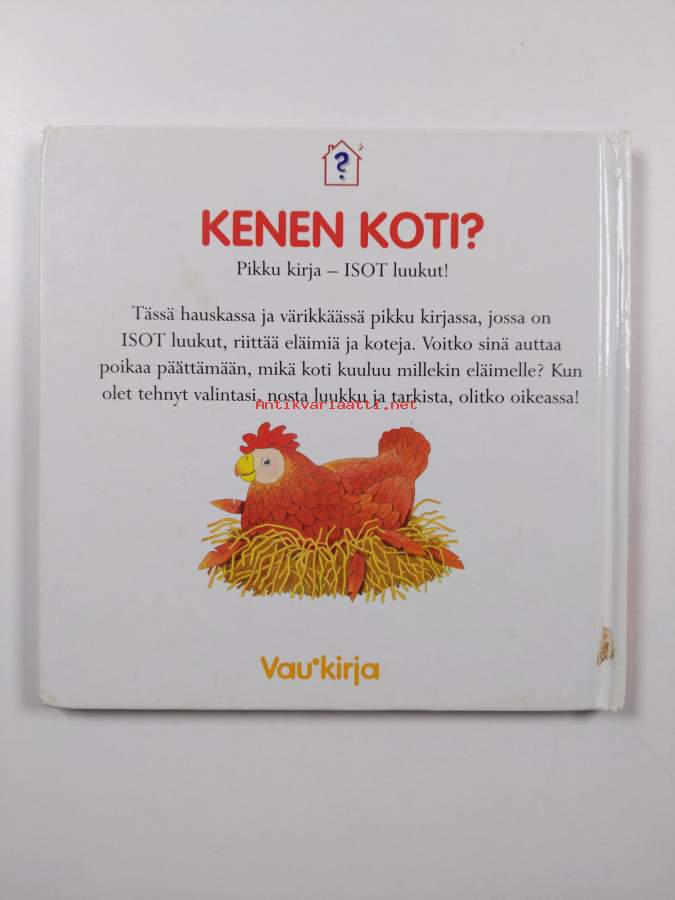 ?
KENEN KOTI?
Pikku kirja – ISOT luukut!
Tässä hauskassa ja värikkäässä pikku kirjassa, jossa on
ISOT luukut, riittää eläimiä ja koteja. Voitko sinä auttaa
poikaa päättämään, mikä koti kuuluu millekin eläimelle? Kun
olet tehnyt valintasi, nosta luukku ja tarkista, olitko oikeassa!
Antikvariaatti.net
Vau•kirja